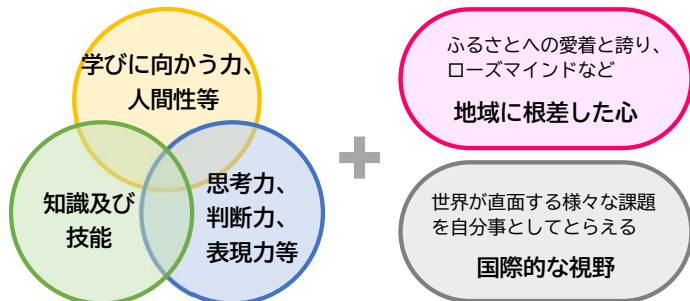 学びに向かう力、
人間性等
知識及び
技能
思考力、
判断力、
表現力等
ふるさとへの愛着と誇り、
ローズマインドなど
地域に根差した心
世界が直面する様々な課題
を自分事としてとらえる
国際的な視野